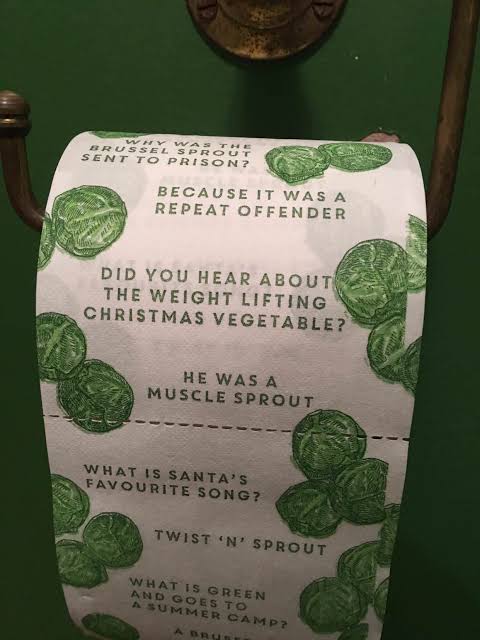 WHY WAS THE
BRUSSEL SPROUT
SENT TO PRISON?
BECAUSE IT WAS A
REPEAT OFFENDER
DID YOU HEAR ABOUT
THE WEIGHT LIFTING
CHRISTMAS VEGETABLE?
HE WAS A
MUSCLE SPROUT
WHAT IS SANTA'S
FAVOURITE SONG?
TWIST 'N' SPROUT
WHAT IS GREEN
AND GOES TO
A SUMMER CAMP?
A